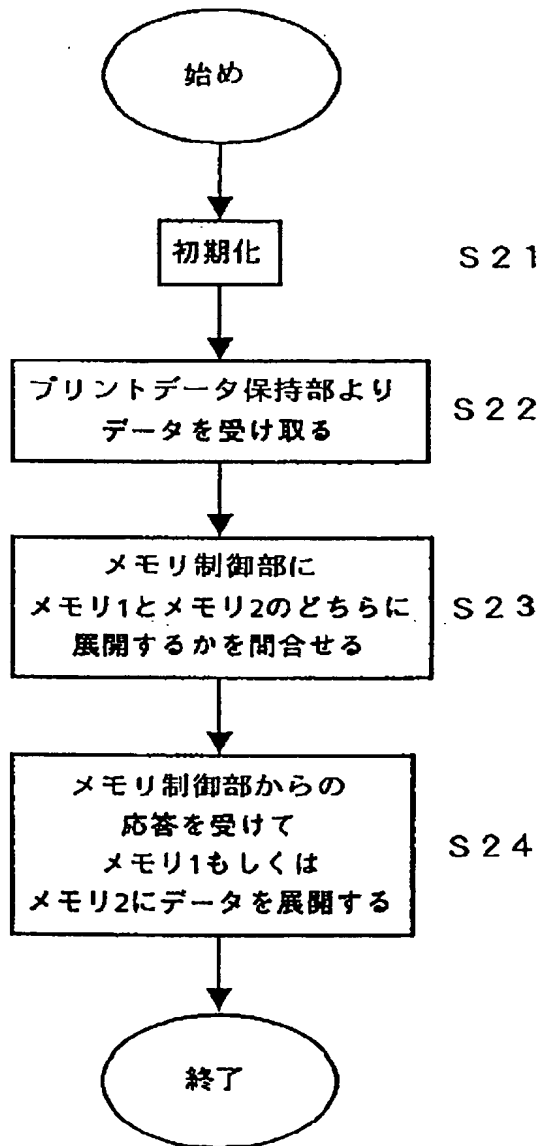 始め
初期化
S21
プリントデータ保持部より
データを受け取る
S22
メモリ制御部に
メモリ1とメモリ2のどちらに
展開するかを問合せる
S23
メモリ制御部からの
応答を受けて
メモリ1もしくは
メモリ2にデータを展開する
S24
終了